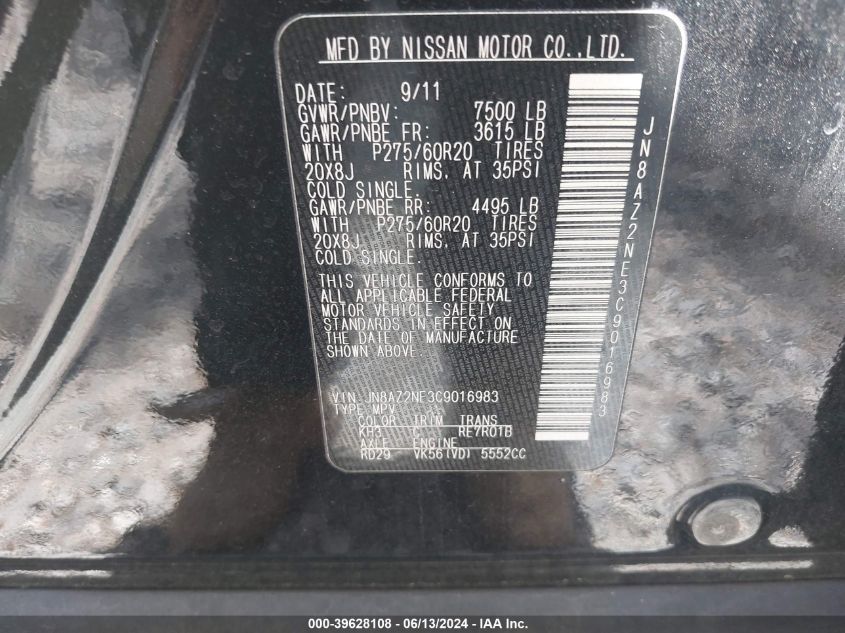 MFD BY NISSAN MOTOR CO.,LTD.
DATE: 9/11
GVWR/PNBV: 7500 LB
GAWR/PNBE FR: 3615 LB
WITH P275/60R20 TIRES
20X8J RIMS. AT 35PSI
COLD SINGLE.
GAWR/PNBE RR: 4495 LB
WITH P275/60R20 TIRES
20X8J RIMS. AT 35PSI
COLD SINGLE.
THIS VEHICLE CONFORMS TO
ALL APPLICABLE FEDERAL
MOTOR VEHICLE SAFETY
STANDARDS IN EFFECT ON
THE DATE OF MANUFACTURE
SHOWN ABOVE.
VIN JN8AZ2NE3C9016983
TYPE MPV
COLOR TRIM TRANS
KH3 C RE7R01B
AXLE ENGINE
RD29 VK56(VD) 5552CC
JN8AZ2NE3C9016983
000-39628108 - 06/13/2024 - IAA Inc.